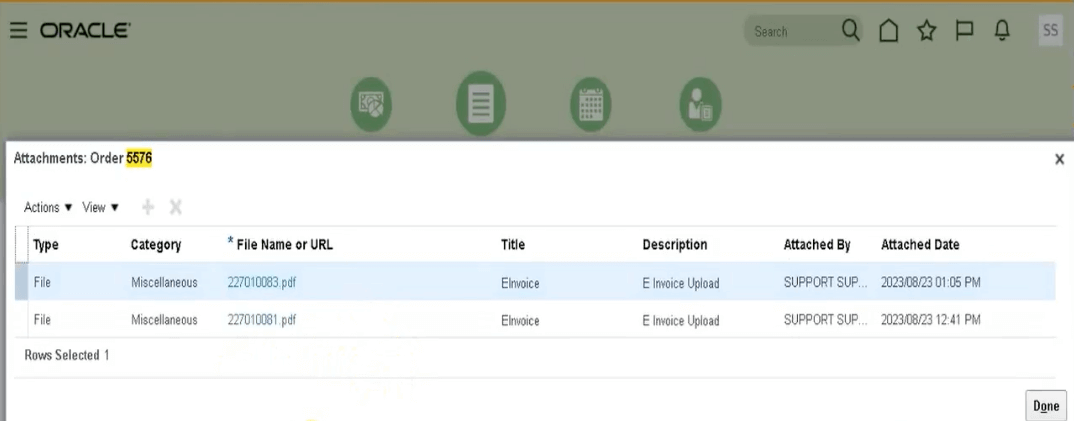 ORACLE
Search
SS
Attachments: Order 5576
x
Actions ▼ View ▼
Type Category * File Name or URL Title Description Attached By Attached Date
File Miscellaneous 227010083.pdf EInvoice E Invoice Upload SUPPORT SUP... 2023/08/23 01:05 PM
File Miscellaneous 227010081.pdf EInvoice E Invoice Upload SUPPORT SUP... 2023/08/23 12:41 PM
Rows Selected 1
Done